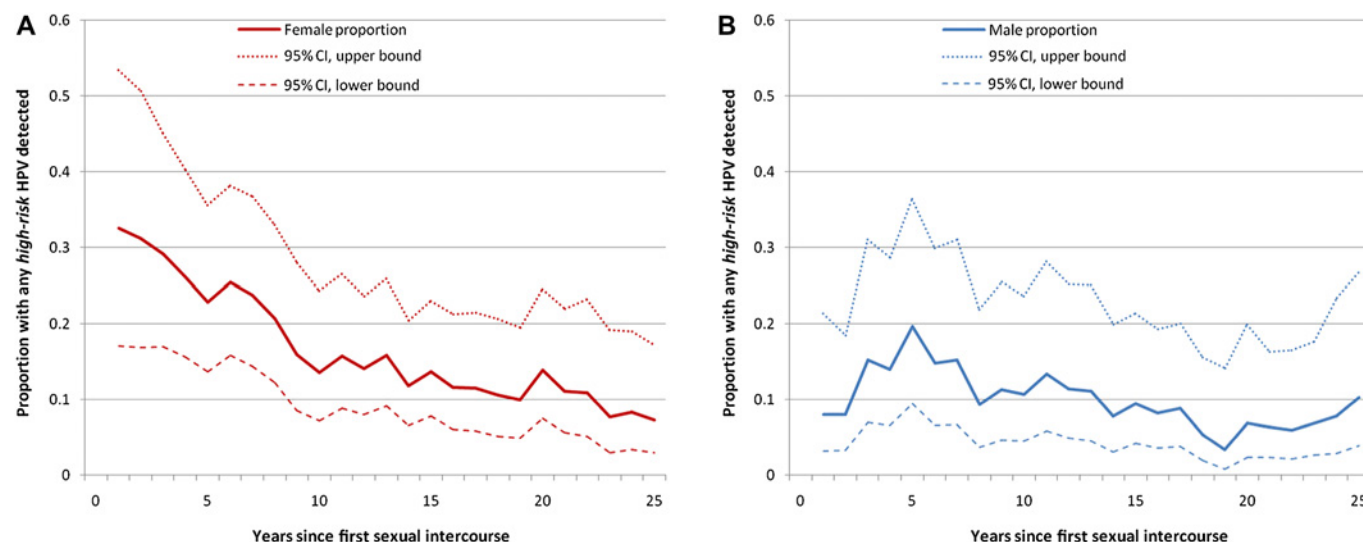 A
Female proportion
95% CI, upper bound
95% CI, lower bound
Proportion with any high-risk HPV detected
0.6
0.5
0.4
0.3
0.2
0.1
0
0 5 10 15 20 25
Years since first sexual intercourse
B
Male proportion
95% CI, upper bound
95% CI, lower bound
Proportion with any high-risk HPV detected
0.6
0.5
0.4
0.3
0.2
0.1
0
0 5 10 15 20 25
Years since first sexual intercourse